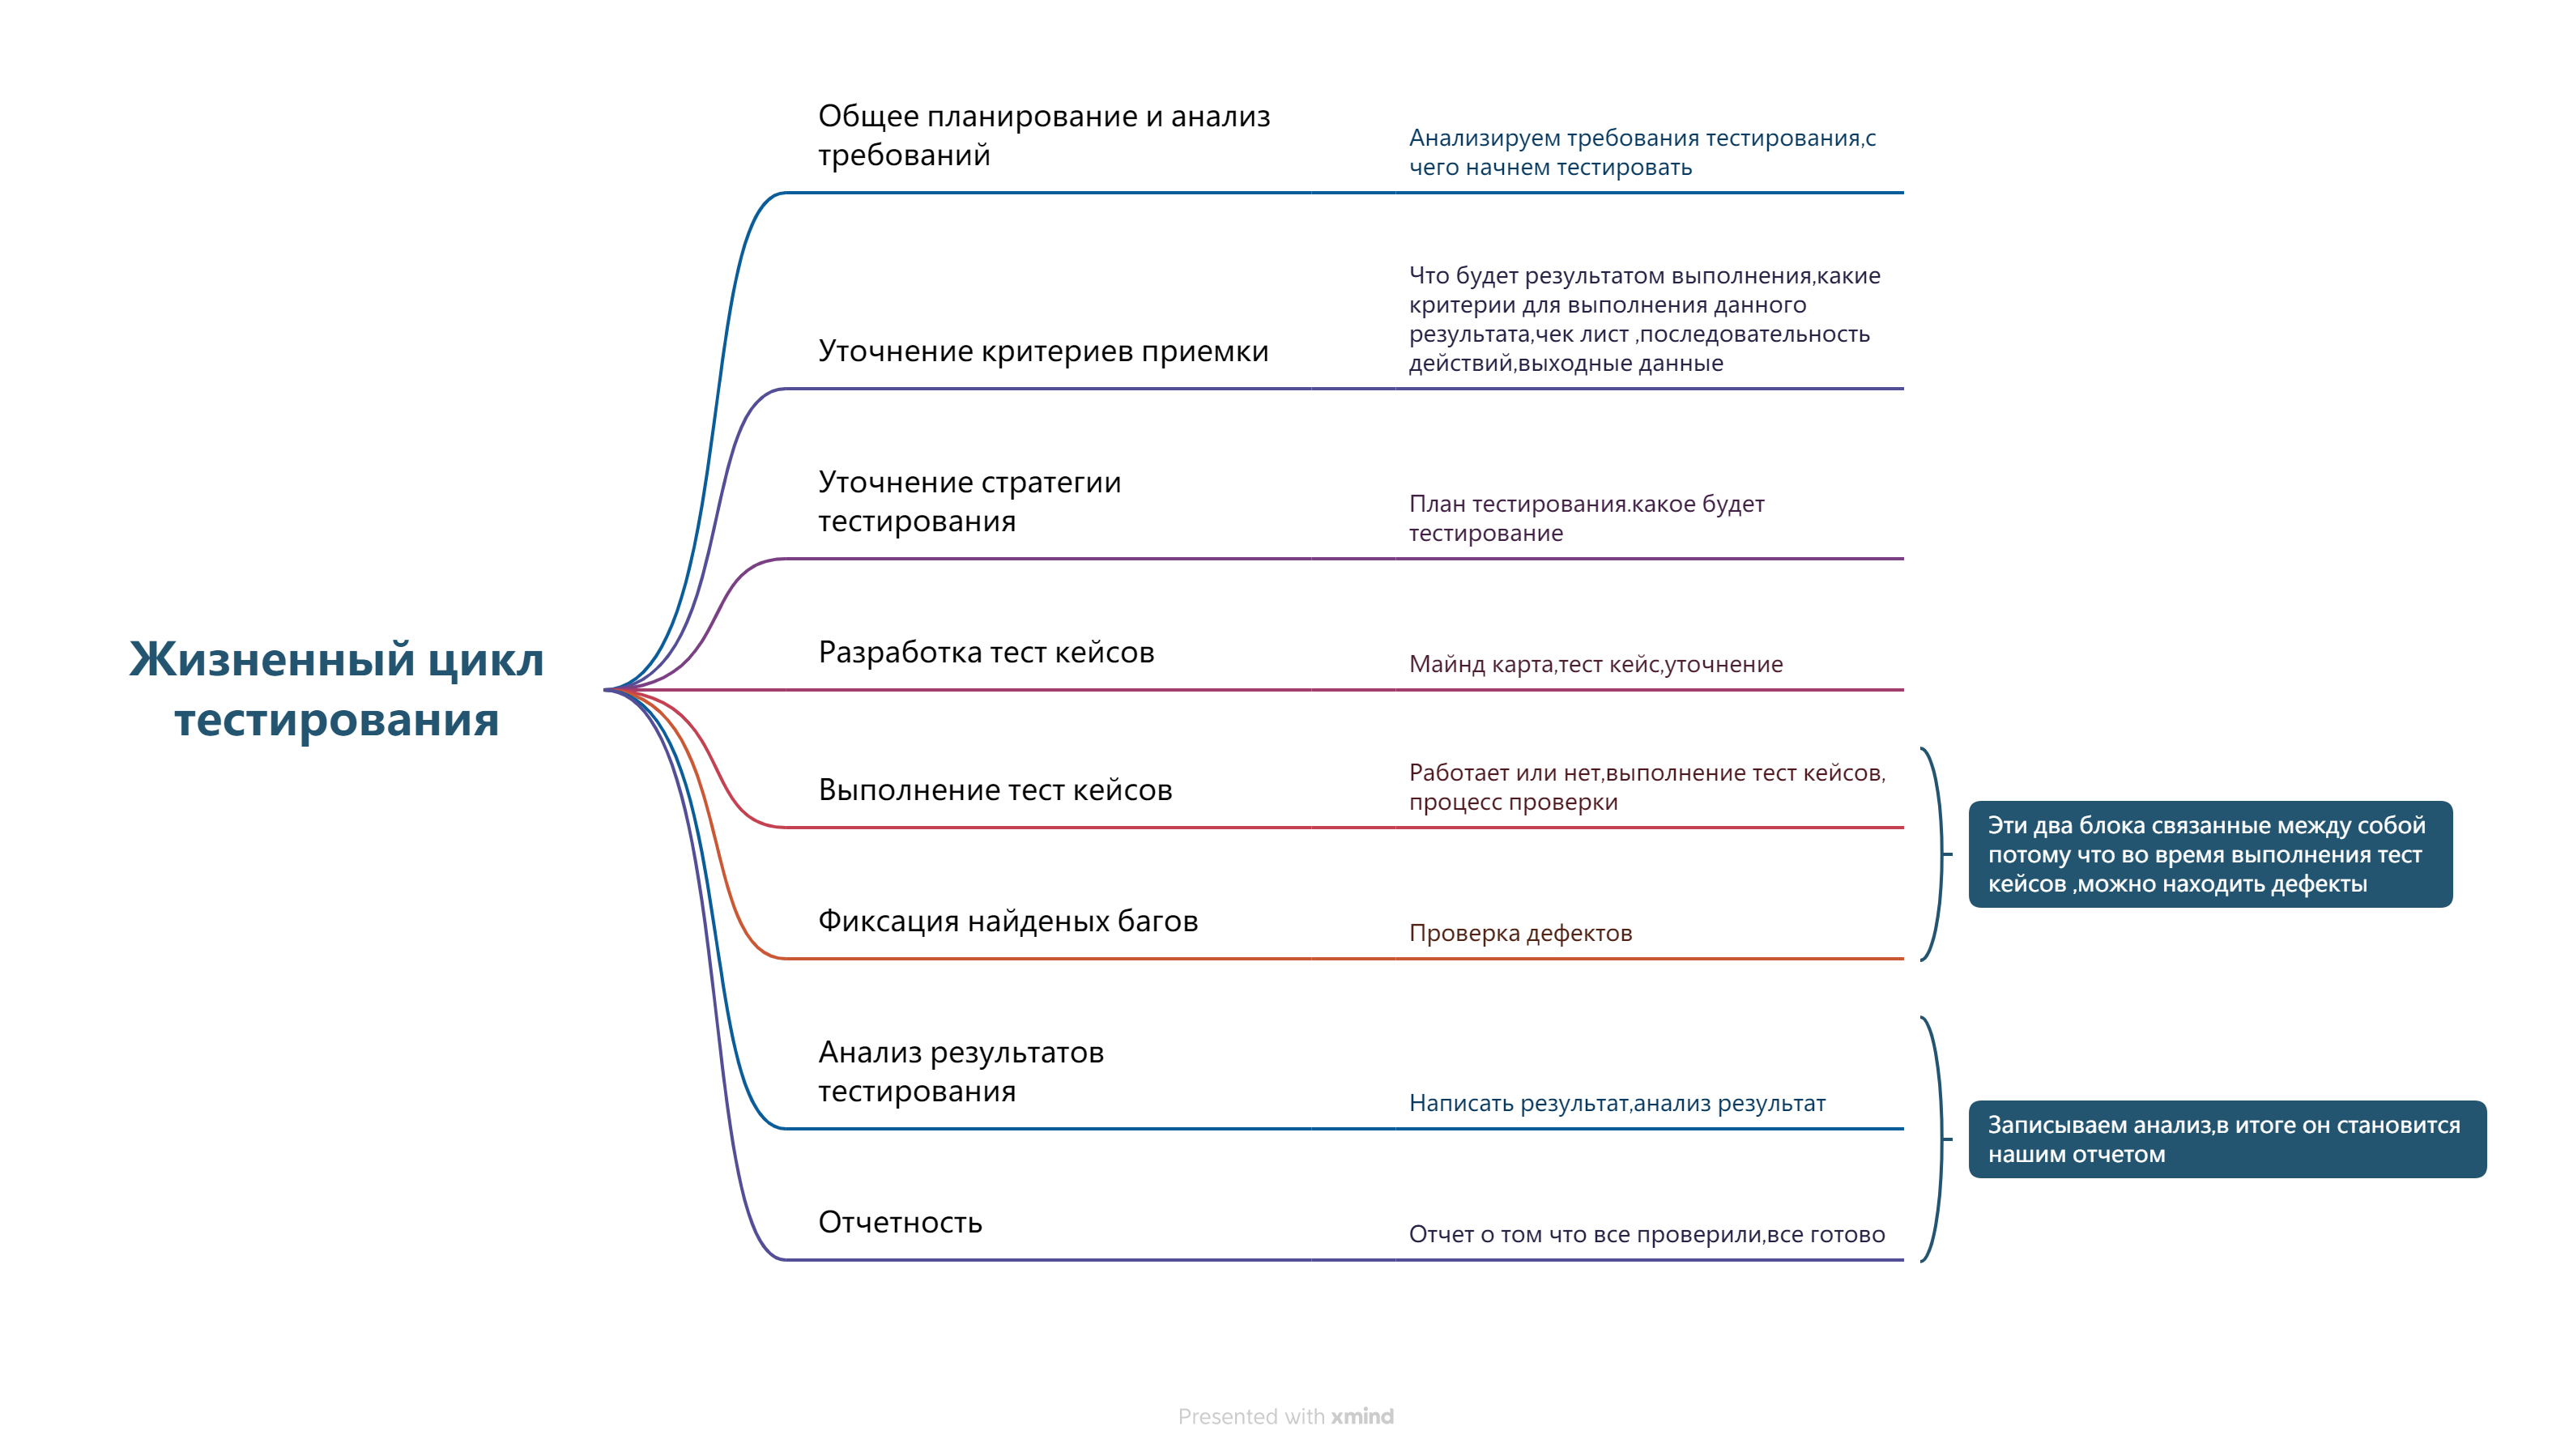 Общее планирование и анализ
требований
Анализируем требования тестирования,с
чего начнем тестировать
Уточнение критериев приемки
Что будет результатом выполнения,какие
критерии для выполнения данного
результата,чек лист ,последовательность
действий,выходные данные
Уточнение стратегии
тестирования
План тестирования.какое будет
тестирование
Жизненный цикл
тестирования
Разработка тест кейсов
Майнд карта,тест кейс,уточнение
Выполнение тест кейсов
Работает или нет,выполнение тест кейсов,
процесс проверки
Эти два блока связанные между собой
потому что во время выполнения тест
кейсов ,можно находить дефекты
Фиксация найденых багов
Проверка дефектов
Анализ результатов
тестирования
Написать результат,анализ результат
Записываем анализ,в итоге он становится
нашим отчетом
Отчетность
Отчет о том что все проверили,все готово
Presented with xmind